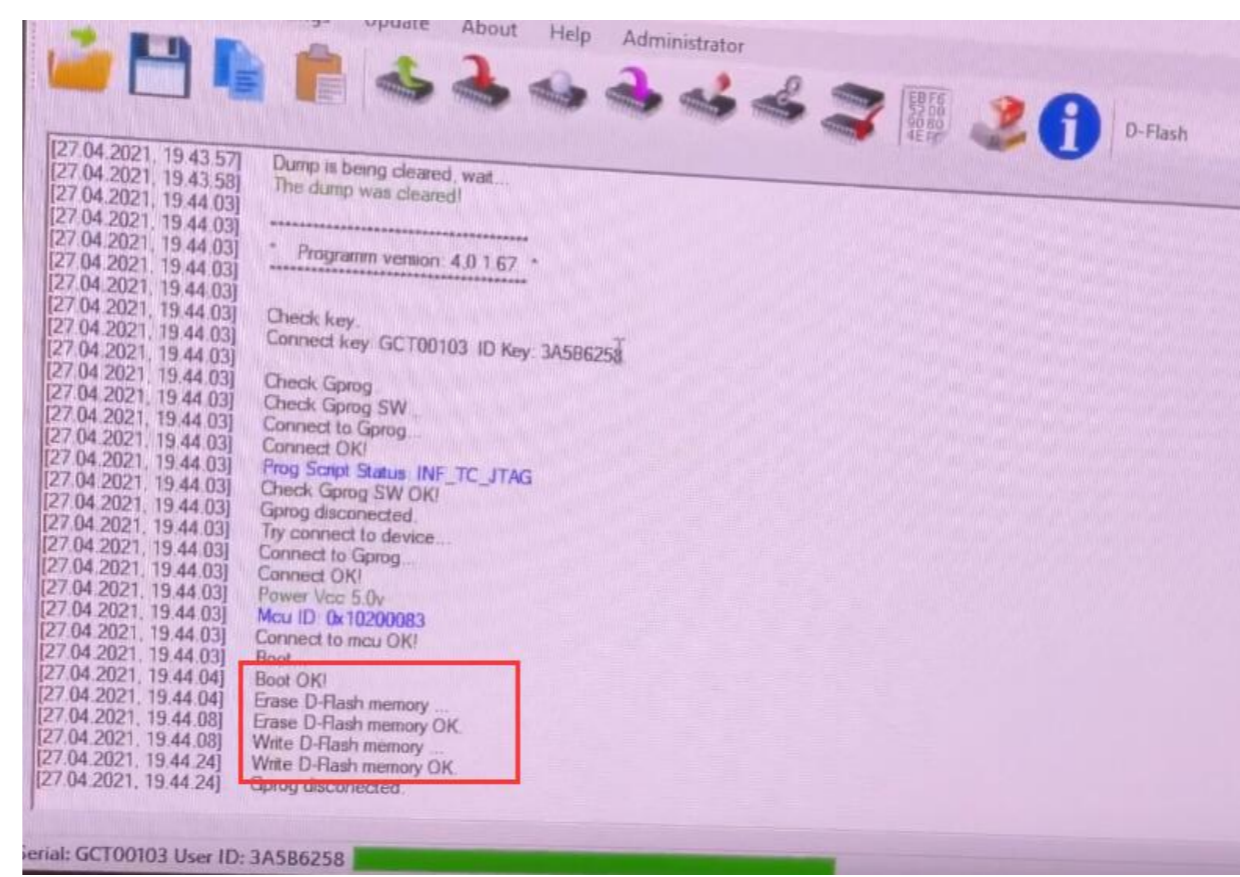 Update About Help Administrator
EBF6
5200
9080
4EFF
D-Flash
[27.04.2021, 19.43.57] Dump is being cleared, wait...
[27.04.2021, 19.43.58] The dump was cleared!
[27.04.2021, 19.44.03]
[27.04.2021, 19.44.03] ***********************************
[27.04.2021, 19.44.03] * Programm version: 4.0.1.67. *
[27.04.2021, 19.44.03] ***********************************
[27.04.2021, 19.44.03]
[27.04.2021, 19.44.03] Check key.
[27.04.2021, 19.44.03] Connect key: GCT00103 ID Key: 3A5B6258
[27.04.2021, 19.44.03]
[27.04.2021, 19.44.03] Check Gprog...
[27.04.2021, 19.44.03] Check Gprog SW...
[27.04.2021, 19.44.03] Connect to Gprog...
[27.04.2021, 19.44.03] Connect OK!
[27.04.2021, 19.44.03] Prog Script Status: INF_TC_JTAG
[27.04.2021, 19.44.03] Check Gprog SW OK!
[27.04.2021, 19.44.03] Gprog disconected.
[27.04.2021, 19.44.03] Try connect to device...
[27.04.2021, 19.44.03] Connect to Gprog...
[27.04.2021, 19.44.03] Connect OK!
[27.04.2021, 19.44.03] Power Vcc 5.0v
[27.04.2021, 19.44.03] Mcu ID: 0x10200083
[27.04.2021, 19.44.03] Connect to mcu OK!
[27.04.2021, 19.44.03] Boot...
[27.04.2021, 19.44.04] Boot OK!
[27.04.2021, 19.44.04] Erase D-Flash memory ...
[27.04.2021, 19.44.08] Erase D-Flash memory OK.
[27.04.2021, 19.44.08] Write D-Flash memory ...
[27.04.2021, 19.44.24] Write D-Flash memory OK.
[27.04.2021, 19.44.24] Gprog disconected.
Serial: GCT00103 User ID: 3A5B6258